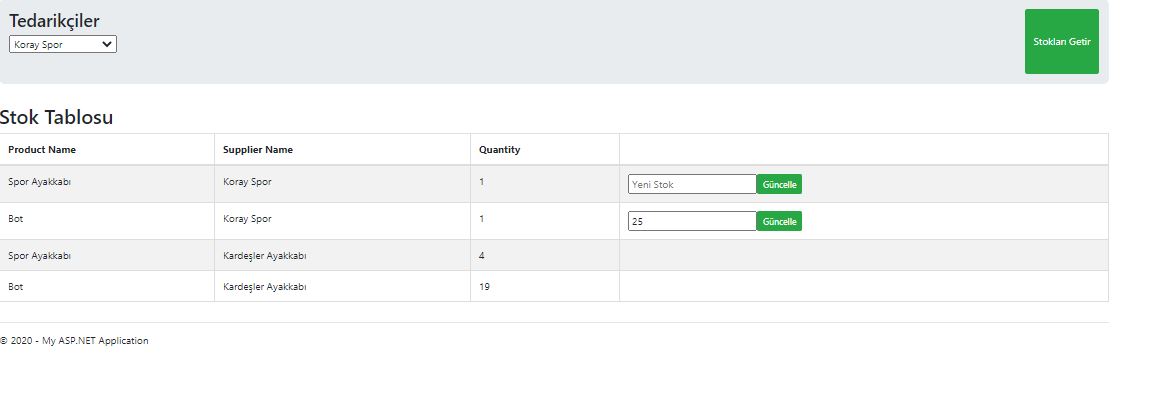 Tedarikçiler
Koray Spor
Stokları Getir
Stok Tablosu
Product Name Supplier Name Quantity
Spor Ayakkabı Koray Spor 1 Yeni Stok Güncelle
Bot Koray Spor 1 25 Güncelle
Spor Ayakkabı Kardeşler Ayakkabı 4
Bot Kardeşler Ayakkabı 19
© 2020 - My ASP.NET Application